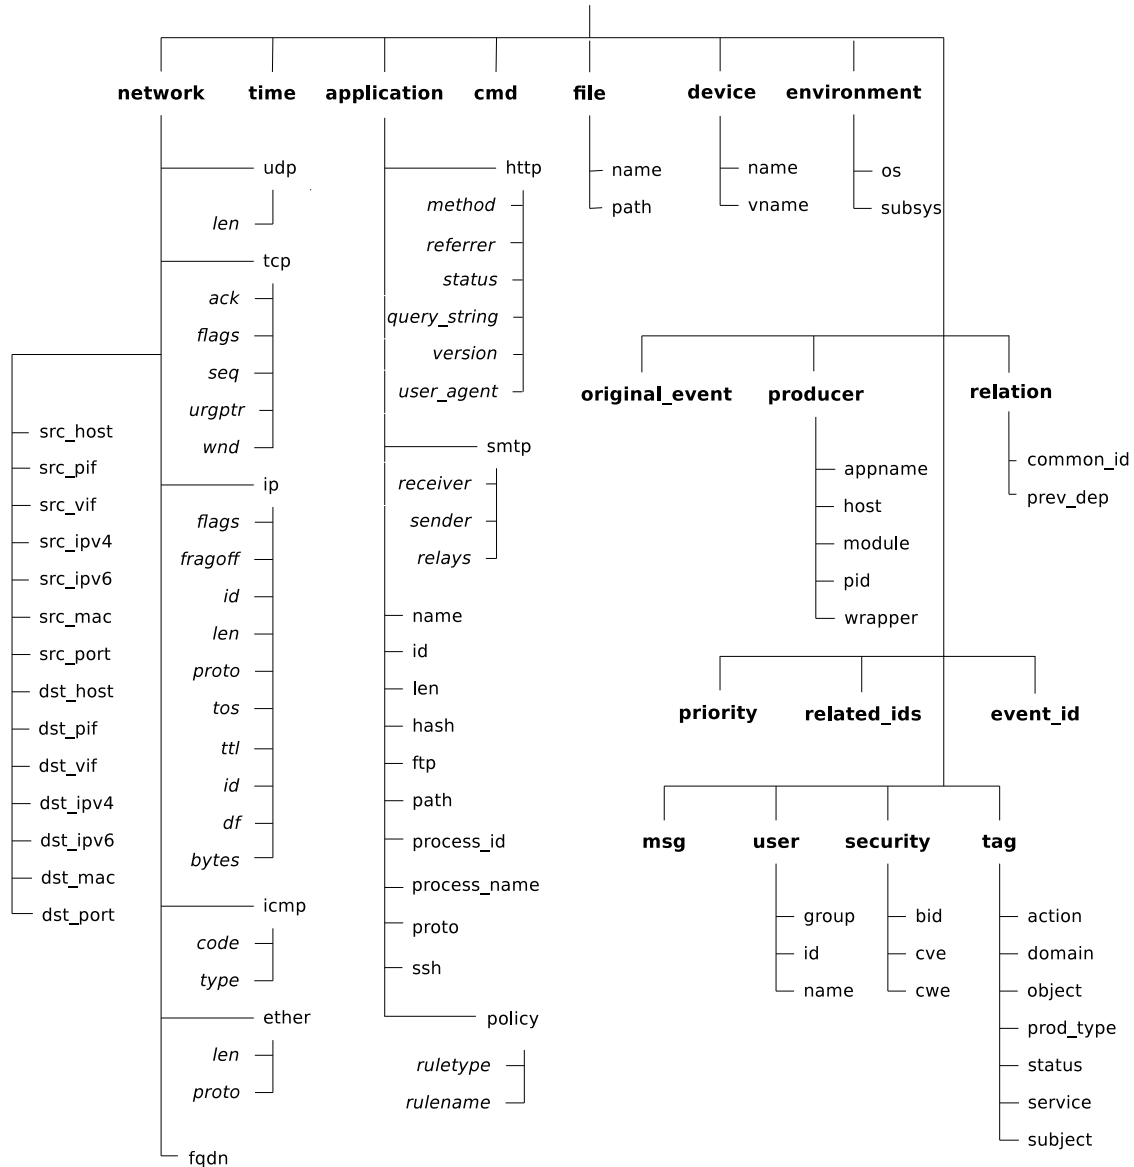 network
time
application
cmd
file
device
environment
udp
len
tcp
ack
flags
seq
urgptr
wnd
ip
flags
fragoff
id
len
proto
tos
ttl
id
df
bytes
icmp
code
type
ether
len
proto
fqdn
src_host
src_pif
src_vif
src_ipv4
src_ipv6
src_mac
src_port
dst_host
dst_pif
dst_vif
dst_ipv4
dst_ipv6
dst_mac
dst_port
http
method
referrer
status
query_string
version
user_agent
smtp
receiver
sender
relays
name
id
len
hash
ftp
path
process_id
process_name
proto
ssh
policy
ruletype
rulename
name
path
name
vname
os
subsys
original_event
producer
relation
appname
host
module
pid
wrapper
common_id
prev_dep
priority
related_ids
event_id
msg
user
security
tag
group
id
name
bid
cve
cwe
action
domain
object
prod_type
status
service
subject